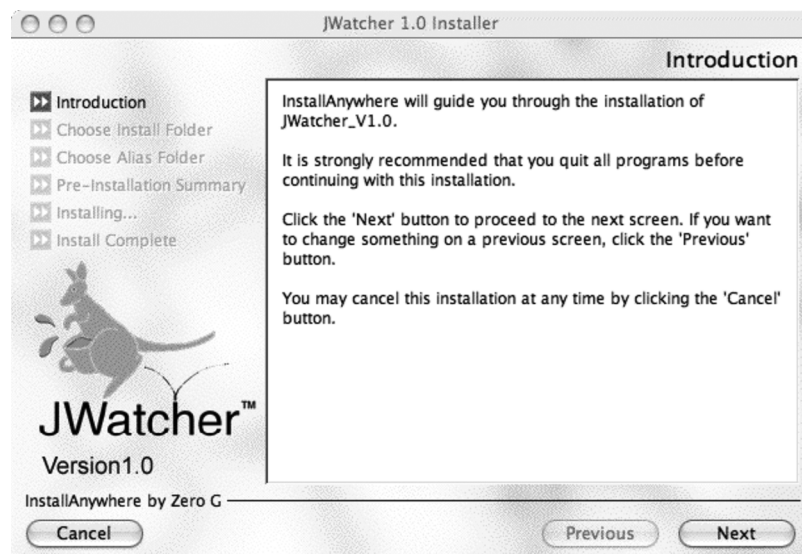 JWatcher 1.0 Installer
Introduction
Introduction
Choose Install Folder
Choose Alias Folder
Pre-Installation Summary
Installing...
Install Complete
InstallAnywhere will guide you through the installation of
JWatcher_V1.0.
It is strongly recommended that you quit all programs before
continuing with this installation.
Click the 'Next' button to proceed to the next screen. If you want
to change something on a previous screen, click the 'Previous'
button.
You may cancel this installation at any time by clicking the 'Cancel'
button.
JWatcher™
Version1.0
InstallAnywhere by Zero G
Cancel
Previous
Next